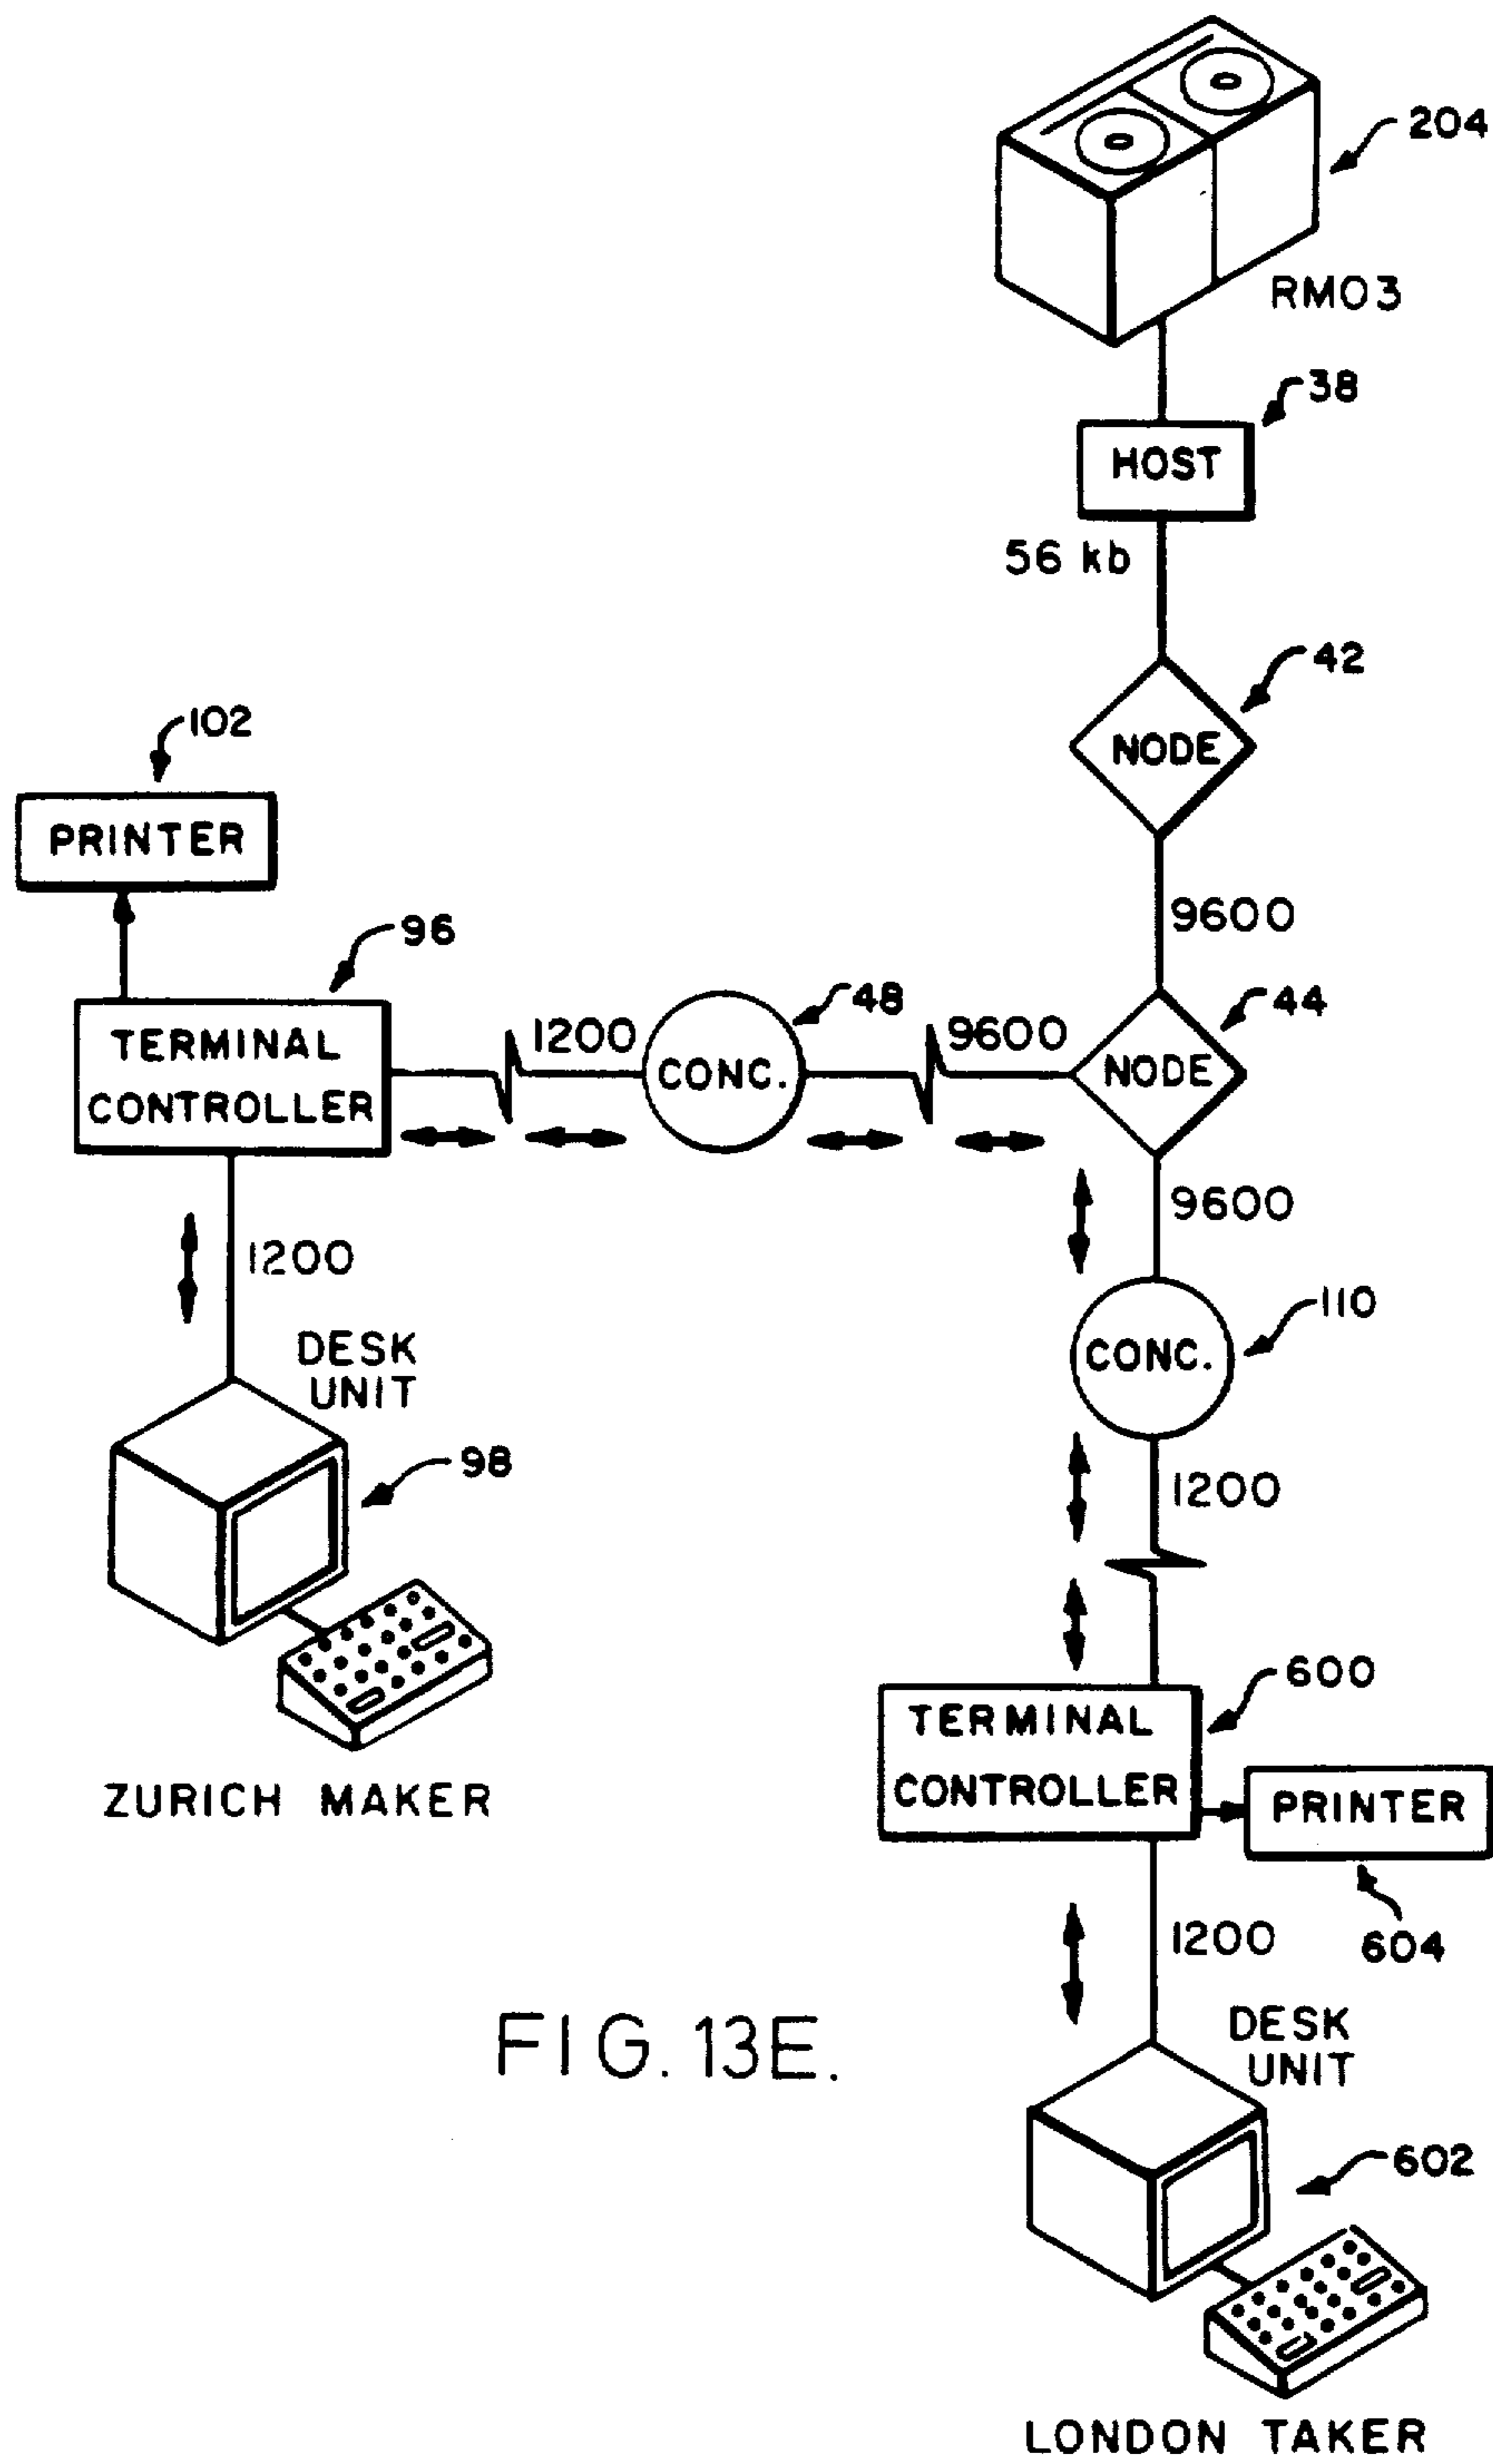 204
RM03
38
HOST
56 kb
42
NODE
102
PRINTER
9600
96
48
44
TERMINAL
CONTROLLER
1200
CONC.
9600
NODE
1200
9600
DESK
UNIT
110
CONC.
98
1200
ZURICH MAKER
600
TERMINAL
CONTROLLER
PRINTER
604
1200
FIG. 13E.
DESK
UNIT
602
LONDON TAKER